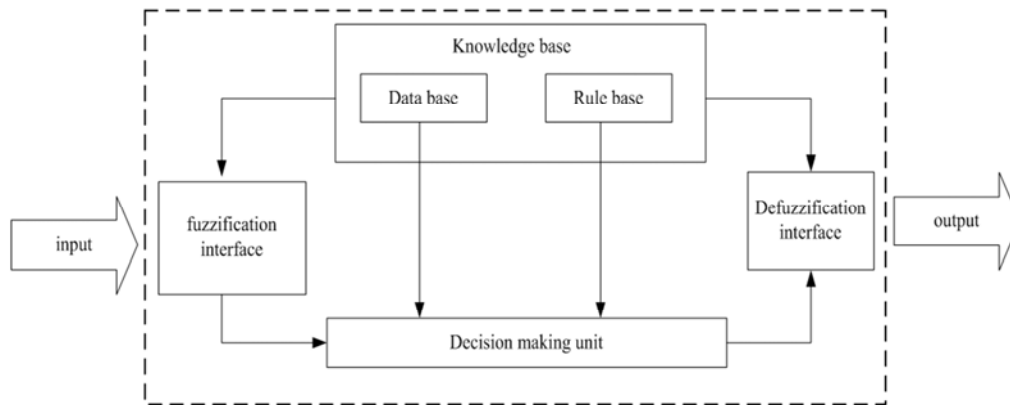 Knowledge base
Data base
Rule base
fuzzification
interface
Defuzzification
interface
input
output
Decision making unit